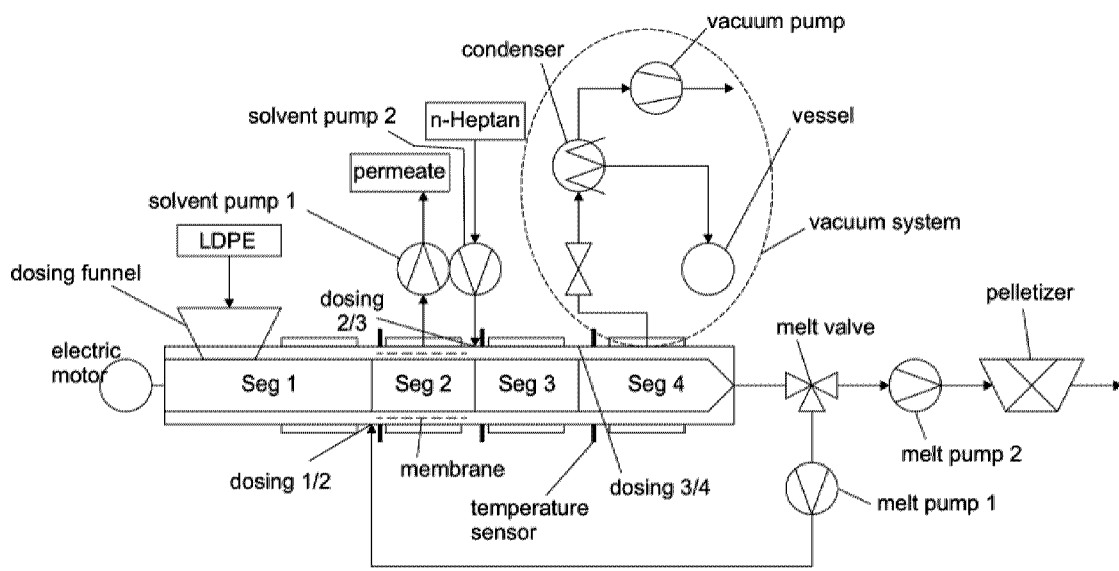 vacuum pump
condenser
vessel
solvent pump 2
n-Heptan
permeate
solvent pump 1
LDPE
vacuum system
dosing funnel
dosing
2/3
pelletizer
melt valve
electric
motor
Seg 1
Seg 2
Seg 3
Seg 4
membrane
melt pump 2
dosing 1/2
dosing 3/4
temperature
sensor
melt pump 1